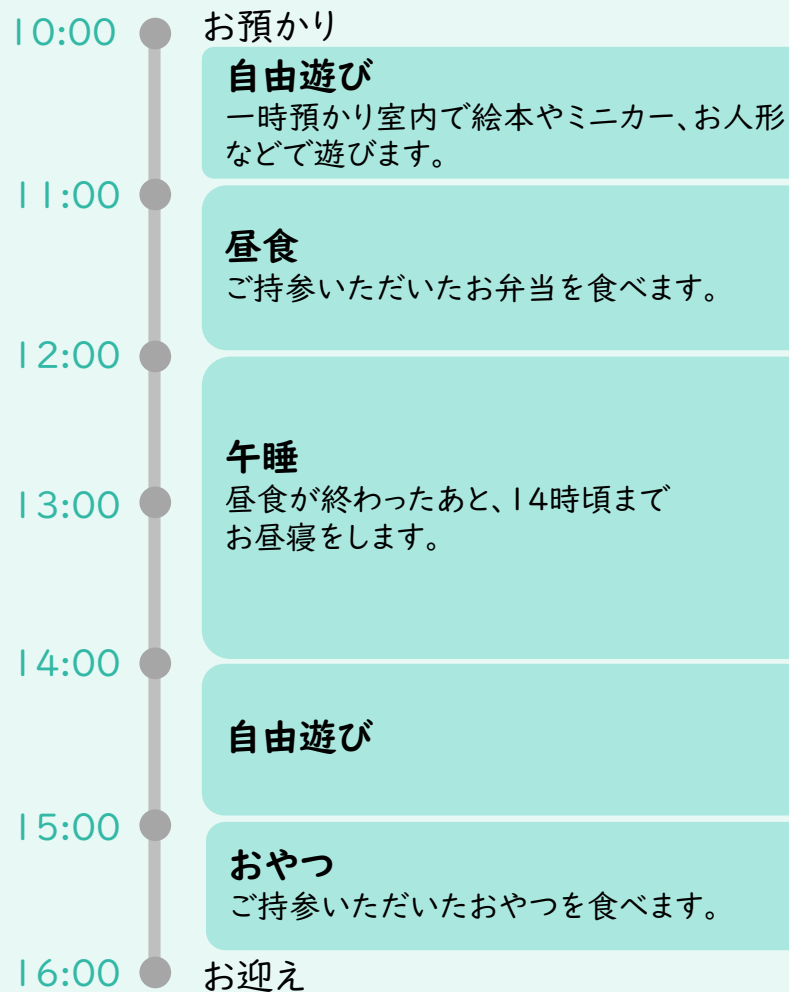 10:00 お預かり
自由遊び
一時預かり室内で絵本やミニカー、お人形
などで遊びます。
11:00
昼食
ご持参いただいたお弁当を食べます。
12:00
午睡
13:00
昼食が終わったあと、14時頃まで
お昼寝をします。
14:00
自由遊び
15:00
おやつ
ご持参いただいたおやつを食べます。
16:00 お迎え